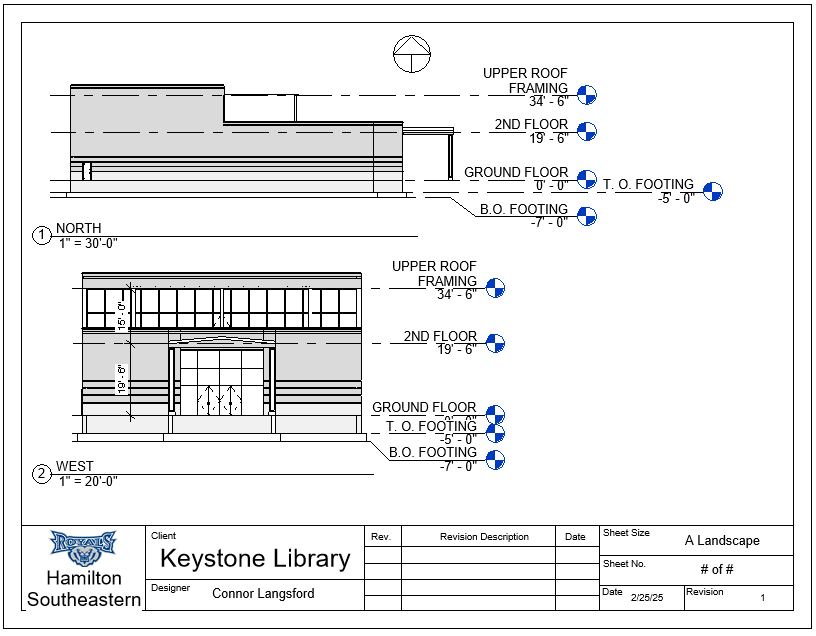 UPPER ROOF
FRAMING
34' - 6"
2ND FLOOR
19' - 6"
GROUND FLOOR
0' - 0"
T. O. FOOTING
-5' - 0"
B.O. FOOTING
-7' - 0"
1
NORTH
1" = 30'-0"
UPPER ROOF
FRAMING
34' - 6"
15' - 0"
2ND FLOOR
19' - 6"
19' - 6"
GROUND FLOOR
0' - 0"
T. O. FOOTING
-5' - 0"
B.O. FOOTING
-7' - 0"
2
WEST
1" = 20'-0"
ROYALS
Hamilton
Southeastern
Client
Keystone Library
Designer
Connor Langsford
Rev.
Revision Description
Date
Sheet Size
A Landscape
Sheet No.
# of #
Date
2/25/25
Revision
1